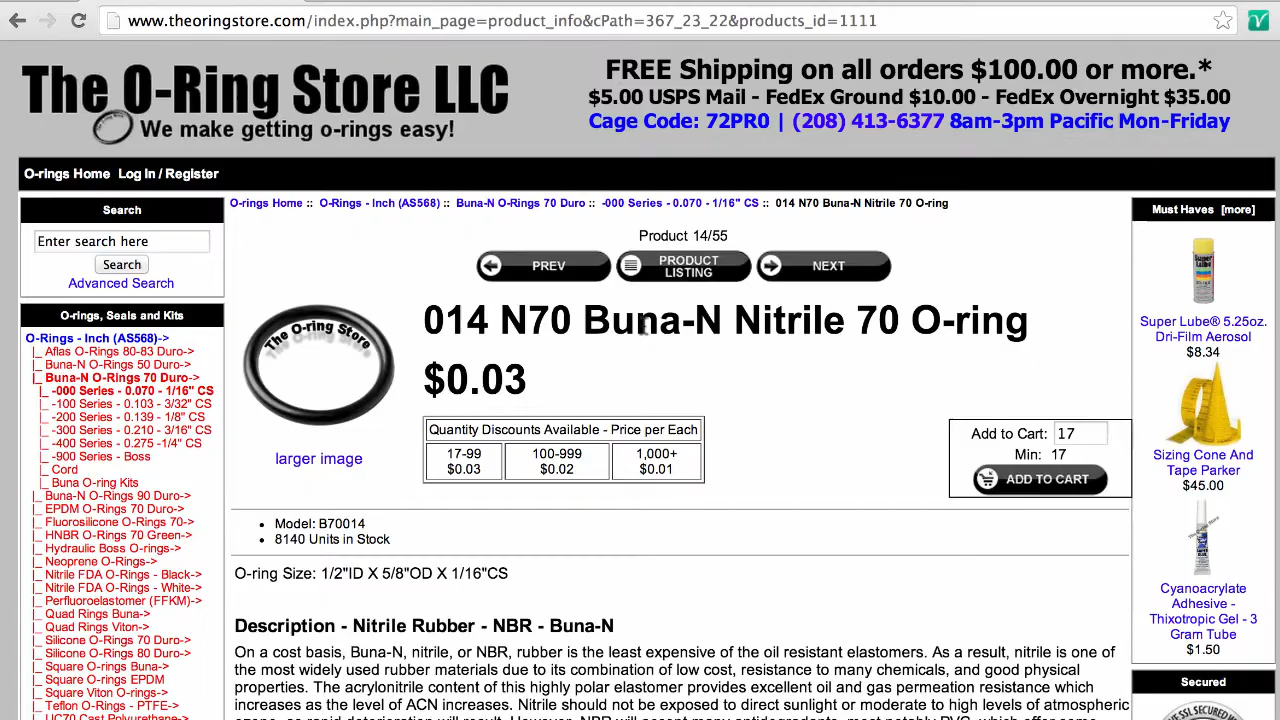 www.theoringstore.com/index.php?main_page=product_info&cPath=367_23_22&products_id=1111
The O-Ring Store LLC
We make getting o-rings easy!
FREE Shipping on all orders $100.00 or more.*
$5.00 USPS Mail - FedEx Ground $10.00 - FedEx Overnight $35.00
Cage Code: 72PR0 | (208) 413-6377 8am-3pm Pacific Mon-Friday
O-rings Home Log In / Register
Search
Enter search here
Search
Advanced Search
O-rings, Seals and Kits
O-Rings - Inch (AS568)->
|_ Aflas O-Rings 80-83 Duro->
|_ Buna-N O-Rings 50 Duro->
|_ Buna-N O-Rings 70 Duro->
|_ -000 Series - 0.070 - 1/16" CS
|_ -100 Series - 0.103 - 3/32" CS
|_ -200 Series - 0.139 - 1/8" CS
|_ -300 Series - 0.210 - 3/16" CS
|_ -400 Series - 0.275 -1/4" CS
|_ -900 Series - Boss
|_ Cord
|_ Buna O-ring Kits
|_ Buna-N O-Rings 90 Duro->
|_ EPDM O-Rings 70 Duro->
|_ Fluorosilicone O-Rings 70->
|_ HNBR O-Rings 70 Green->
|_ Hydraulic Boss O-rings->
|_ Neoprene O-Rings->
|_ Nitrile FDA O-Rings - Black->
|_ Nitrile FDA O-Rings - White->
|_ Perfluoroelastomer (FFKM)->
|_ Quad Rings Buna->
|_ Quad Rings Viton->
|_ Silicone O-Rings 70 Duro->
|_ Silicone O-Rings 80 Duro->
|_ Square O-rings Buna->
|_ Square O-Rings EPDM
|_ Square Viton O-rings->
|_ Teflon O-Rings - PTFE->
|_ UC70 Cast Polyurethane->
O-rings Home :: O-Rings - Inch (AS568) :: Buna-N O-Rings 70 Duro :: -000 Series - 0.070 - 1/16" CS :: 014 N70 Buna-N Nitrile 70 O-ring
Product 14/55
PREV
PRODUCT
LISTING
NEXT
The O-ring Store
larger image
014 N70 Buna-N Nitrile 70 O-ring
$0.03
Quantity Discounts Available - Price per Each
17-99 100-999 1,000+
$0.03 $0.02 $0.01
Add to Cart: 17
Min: 17
ADD TO CART
• Model: B70014
• 8140 Units in Stock
O-ring Size: 1/2"ID X 5/8"OD X 1/16"CS
Description - Nitrile Rubber - NBR - Buna-N
On a cost basis, Buna-N, nitrile, or NBR, rubber is the least expensive of the oil resistant elastomers. As a result, nitrile is one of
the most widely used rubber materials due to its combination of low cost, resistance to many chemicals, and good physical
properties. The acrylonitrile content of this highly polar elastomer provides excellent oil and gas permeation resistance which
increases as the level of ACN increases. Nitrile should not be exposed to direct sunlight or moderate to high levels of atmospheric
Must Haves [more]
Super Lube® 5.25oz.
Dri-Film Aerosol
$8.34
Sizing Cone And
Tape Parker
$45.00
Cyanoacrylate
Adhesive -
Thixotropic Gel - 3
Gram Tube
$1.50
Secured